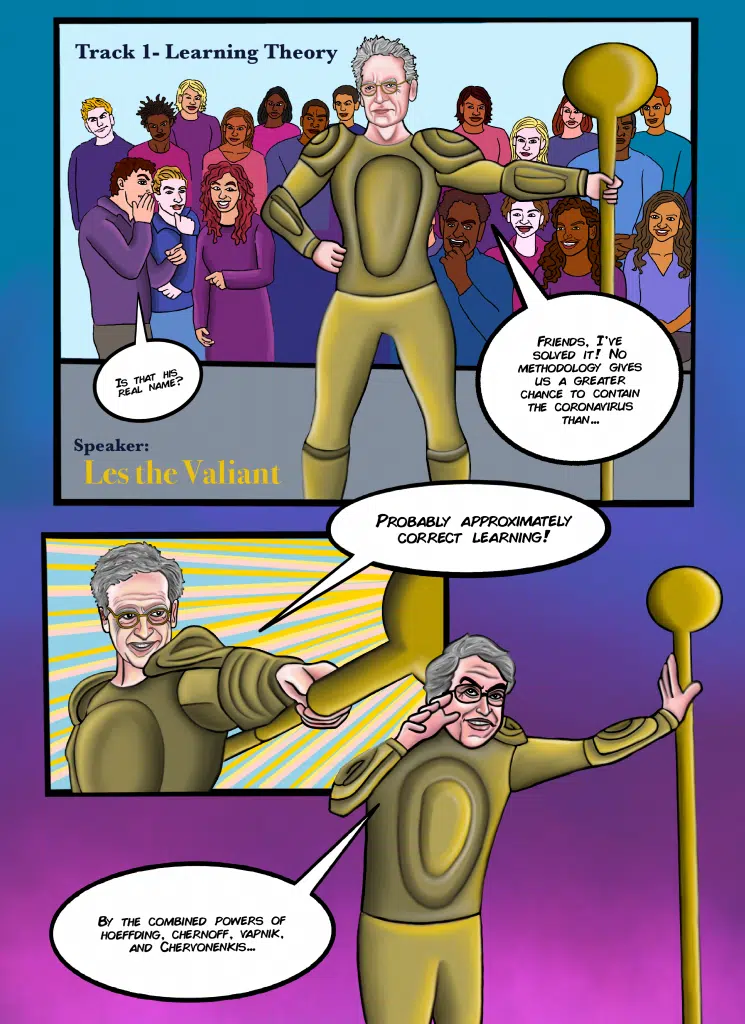 Track 1- Learning Theory
Is that his
real name?
Friends, I've
solved it! No
methodology gives
us a greater
chance to contain
the coronavirus
than...
Speaker:
Les the Valiant
Probably approximately
correct learning!
By the combined powers of
Hoeffding, Chernoff, Vapnik,
and Chervonenkis...